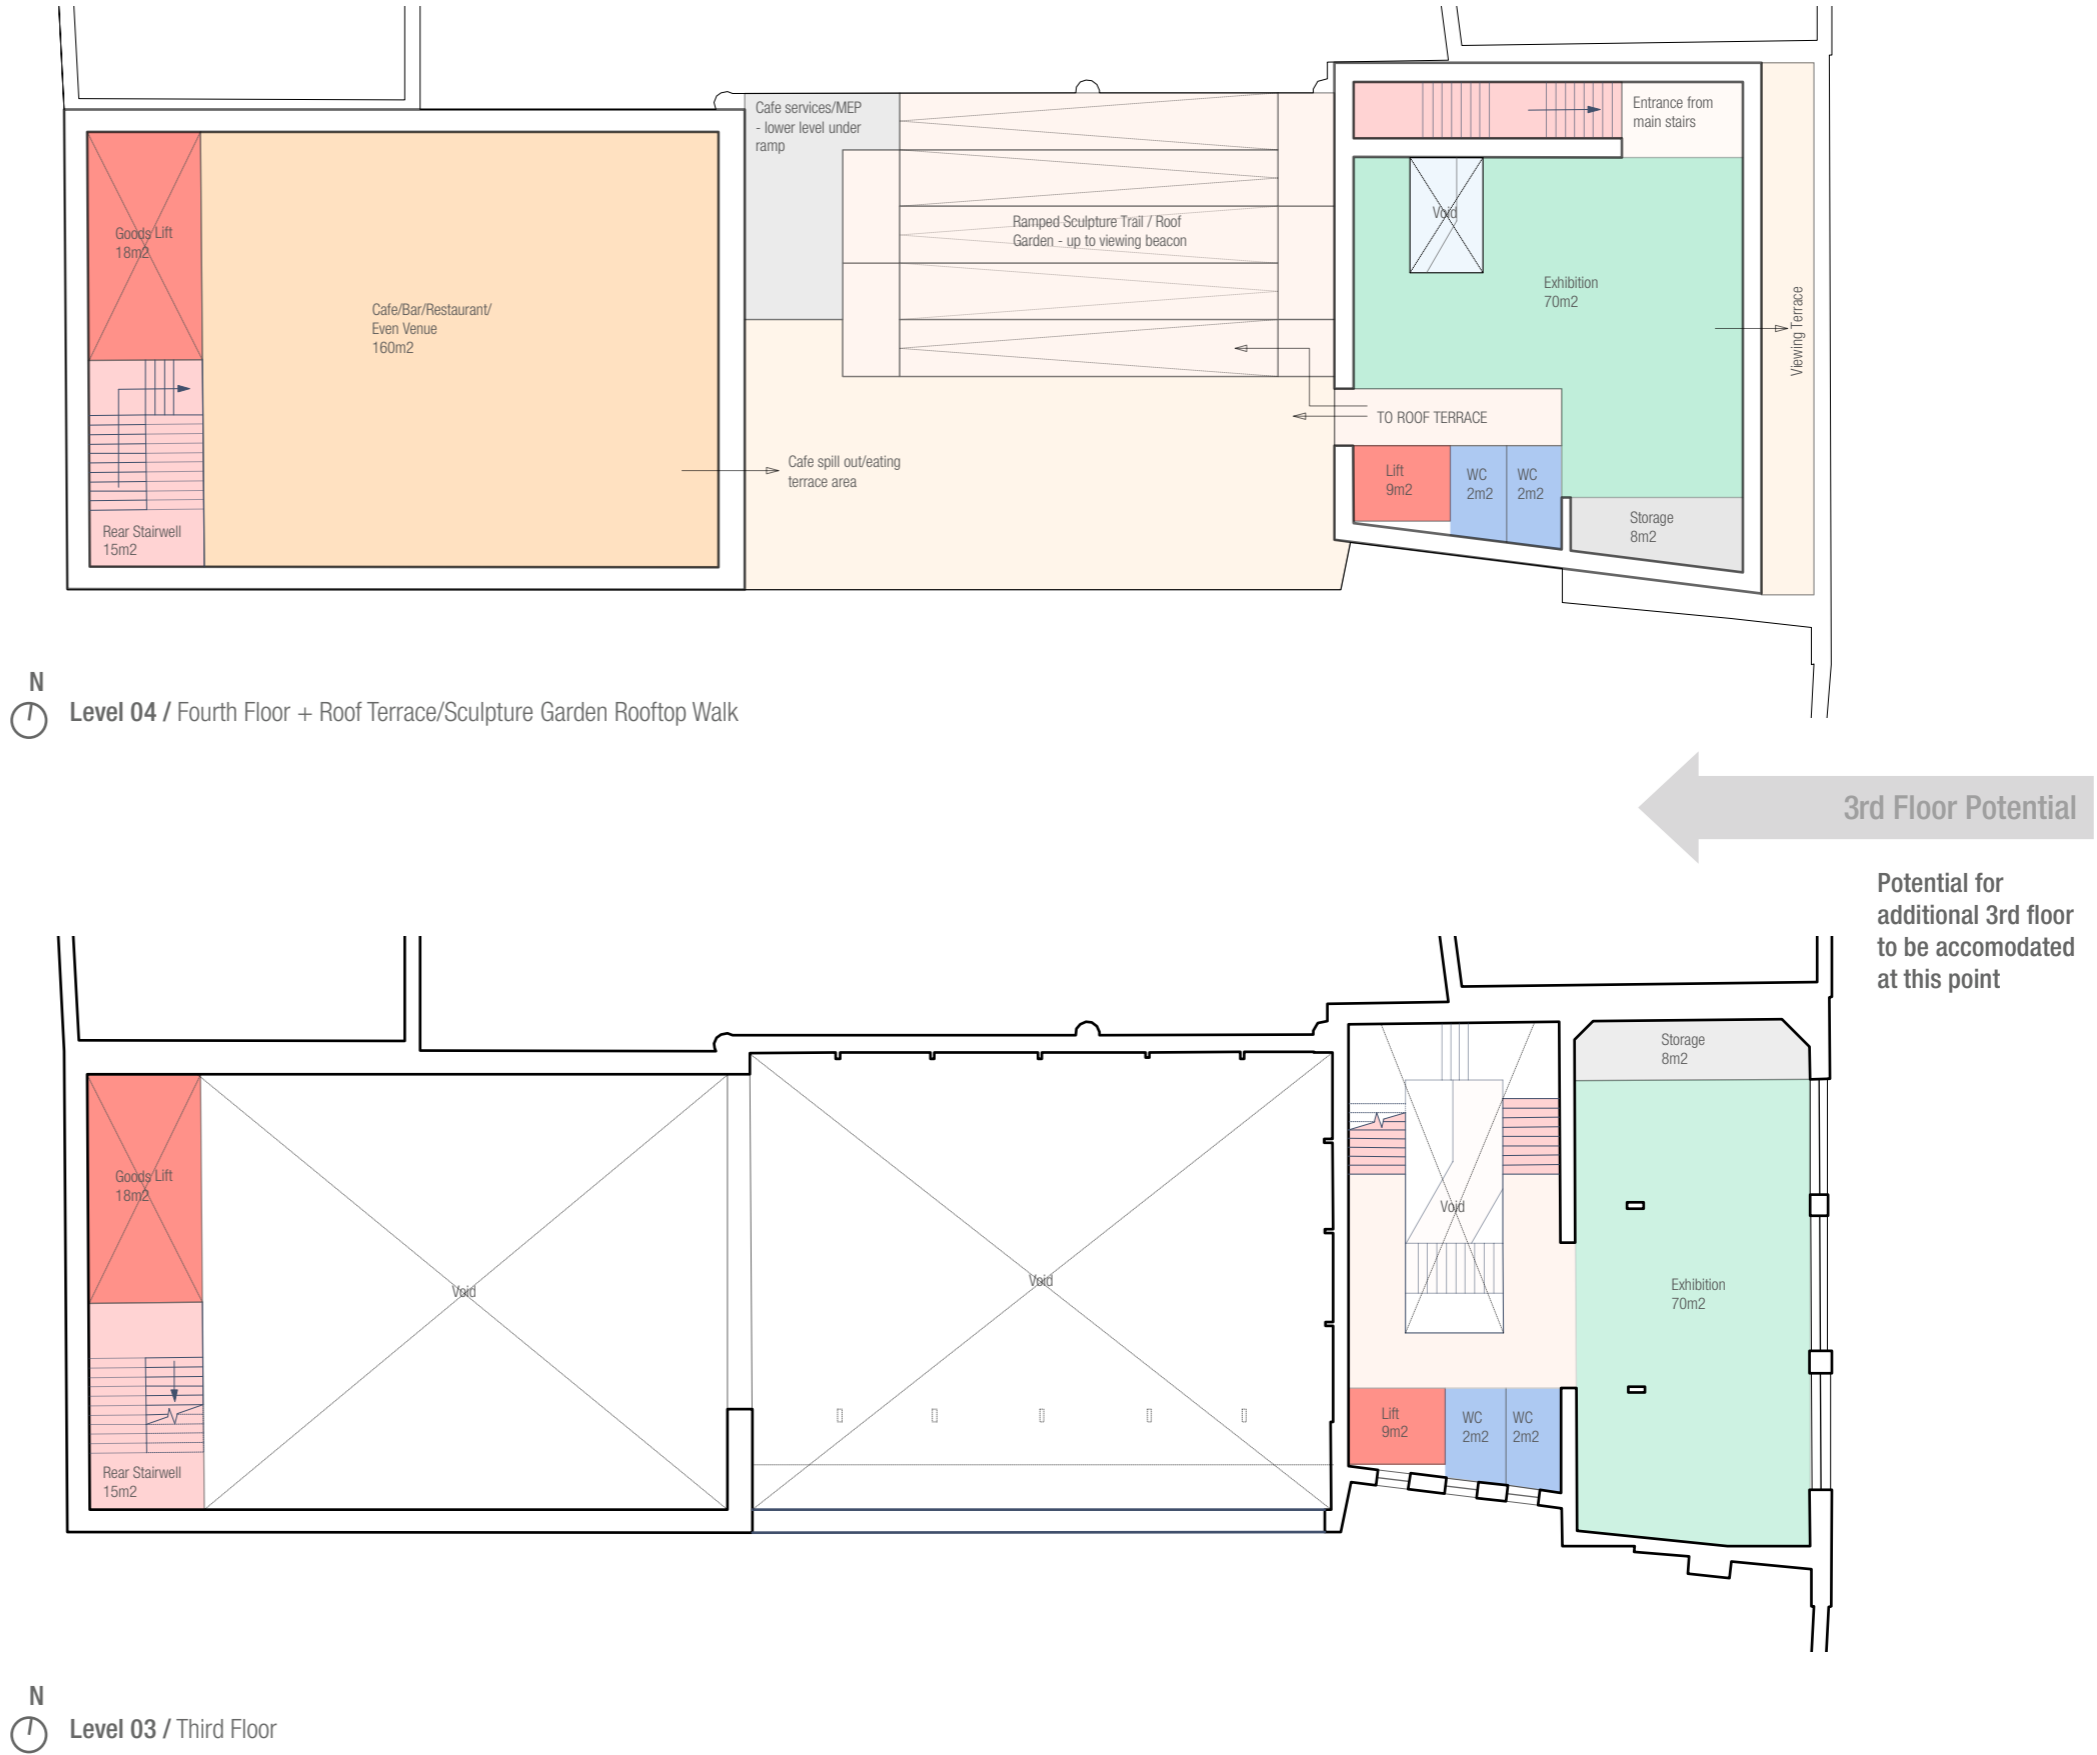 Cafe services/MEP
- lower level under
ramp
Entrance from
main stairs
Goods Lift
18m2
Cafe/Bar/Restaurant/
Even Venue
160m2
Ramped Sculpture Trail / Roof
Garden - up to viewing beacon
Void
Exhibition
70m2
Viewing Terrace
TO ROOF TERRACE
Cafe spill out/eating
terrace area
Lift
9m2
WC
2m2
WC
2m2
Storage
8m2
Rear Stairwell
15m2
N
Level 04 / Fourth Floor + Roof Terrace/Sculpture Garden Rooftop Walk
3rd Floor Potential
Potential for
additional 3rd floor
to be accomodated
at this point
Storage
8m2
Goods Lift
18m2
Void
Void
Void
Exhibition
70m2
Lift
9m2
WC
2m2
WC
2m2
Rear Stairwell
15m2
N
Level 03 / Third Floor